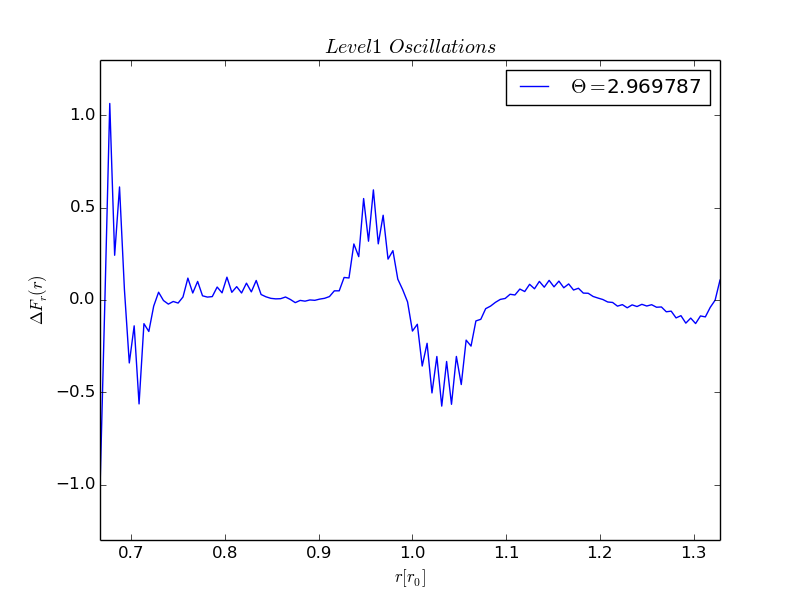 Level1 Oscillations
Θ = 2.969787
1.0
0.5
0.0
−0.5
−1.0
ΔF_r(r)
0.7 0.8 0.9 1.0 1.1 1.2 1.3
r[r_0]